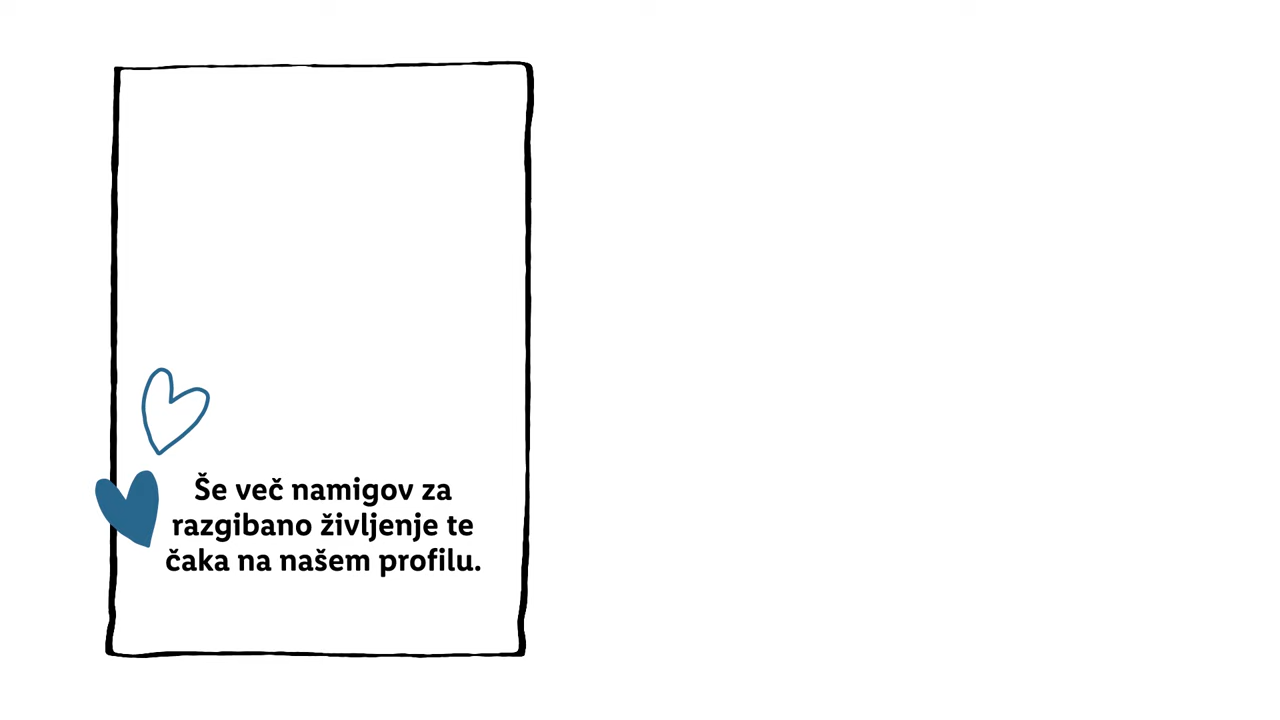 Še več namigov za
razgibano življenje te
čaka na našem profilu.